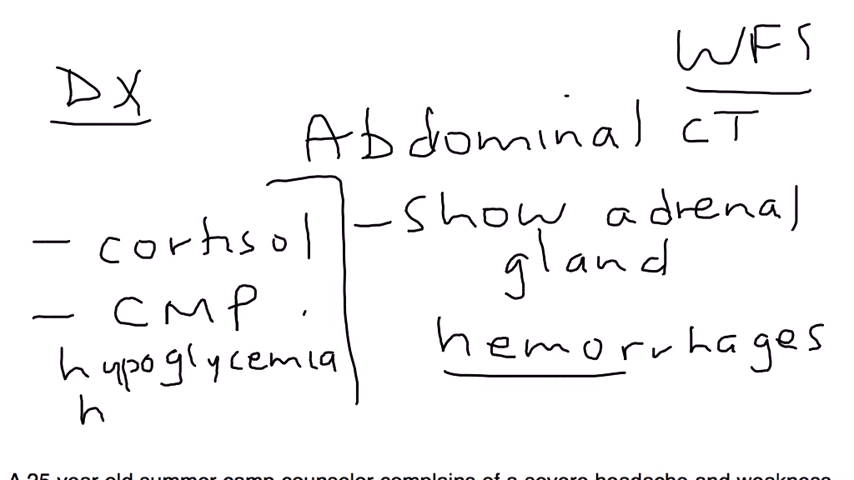 WFS
DX
Abdominal CT
- cortisol
- CMP
hypoglycemia
h
- Show adrenal
gland
hemorrhages
A 25 year old summer camp counselor complains of a severe headache and weakness